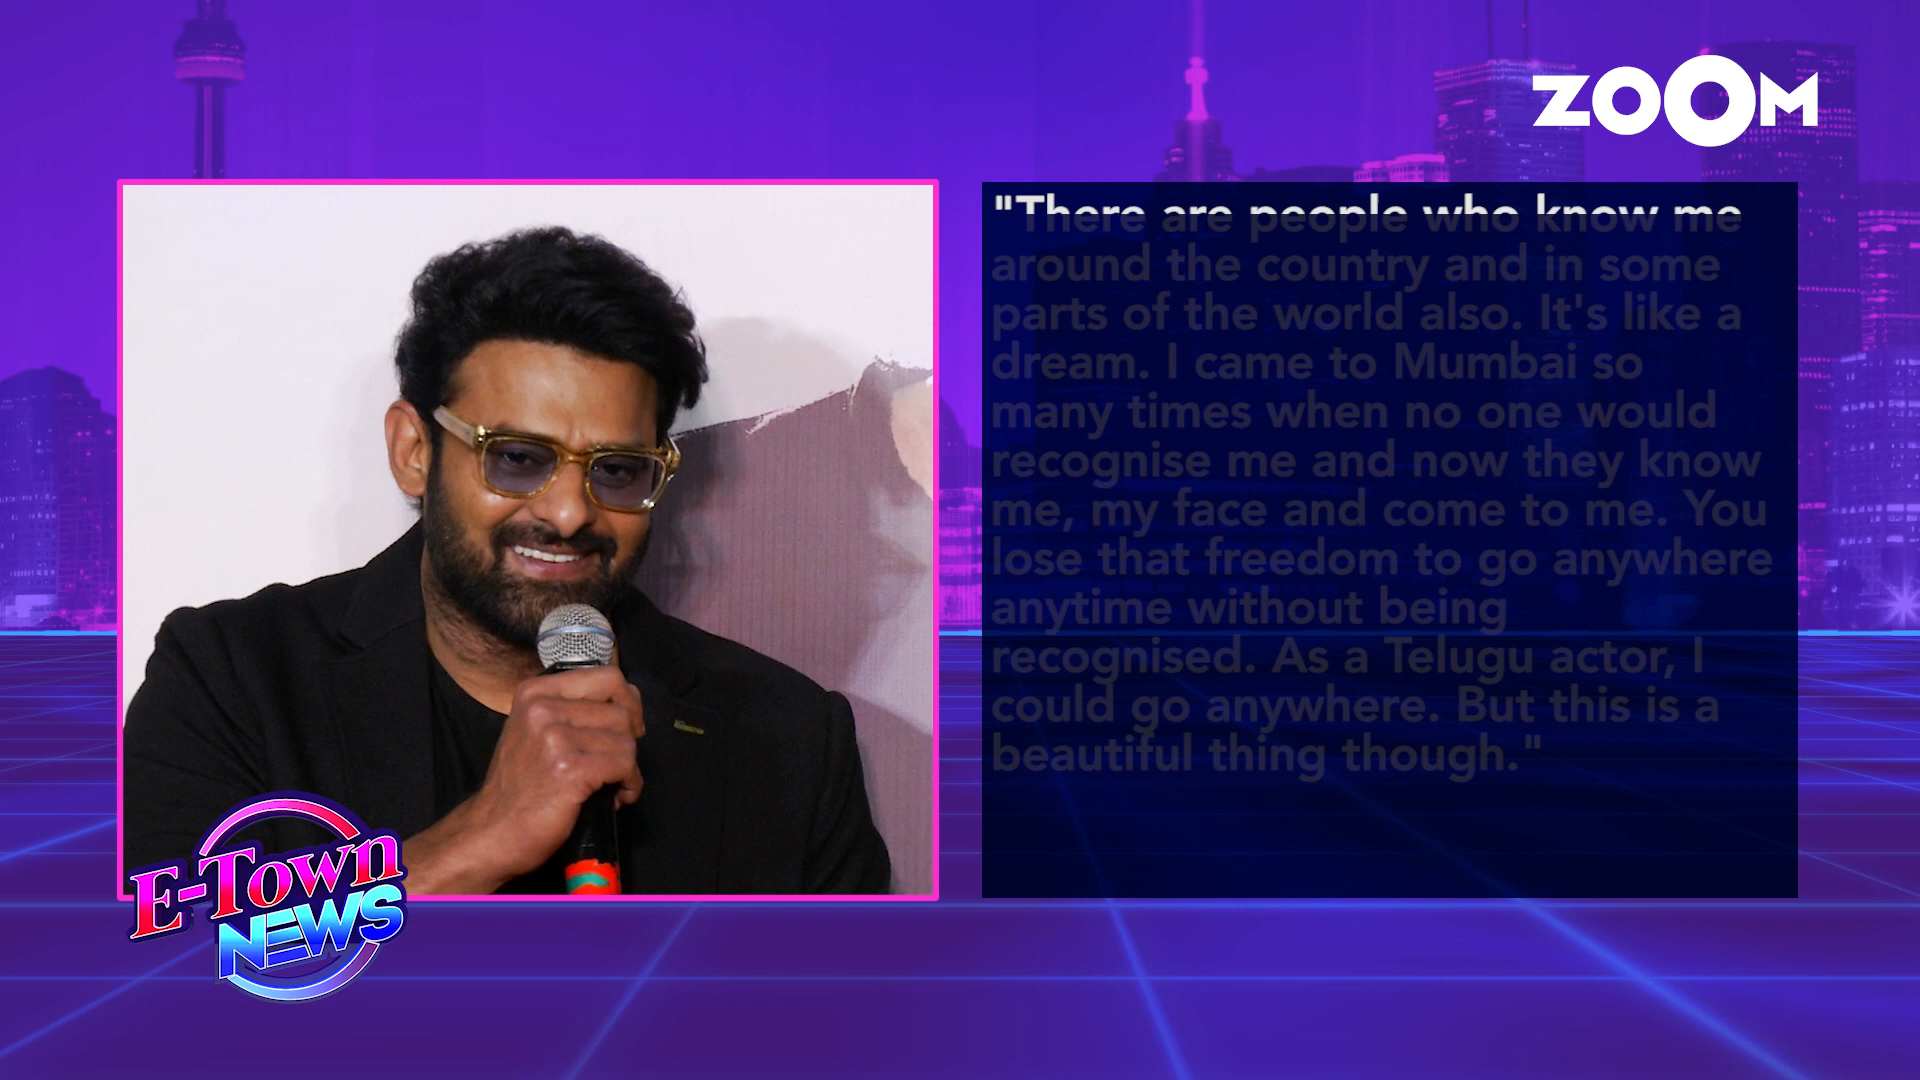 ZOOM
"There are people who know me
around the country and in some
parts of the world also. It's like a
dream. I came to Mumbai so
many times when no one would
recognise me and now they know
me, my face and come to me. You
lose that freedom to go anywhere
anytime without being
recognised. As a Telugu actor, I
could go anywhere. But this is a
beautiful thing though."
E-Town
NEWS